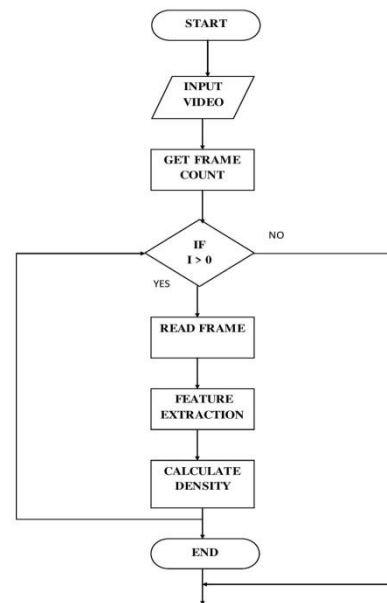 START
INPUT
VIDEO
GET FRAME
COUNT
IF
I > 0
NO
YES
READ FRAME
FEATURE
EXTRACTION
CALCULATE
DENSITY
END